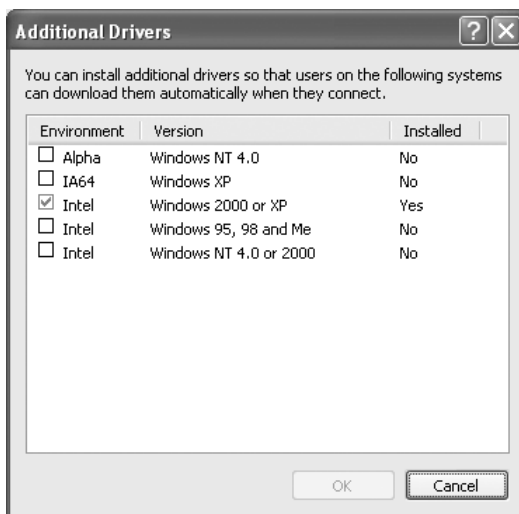 Additional Drivers
You can install additional drivers so that users on the following systems
can download them automatically when they connect.
Environment Version Installed
Alpha Windows NT 4.0 No
IA64 Windows XP No
Intel Windows 2000 or XP Yes
Intel Windows 95, 98 and Me No
Intel Windows NT 4.0 or 2000 No
OK Cancel